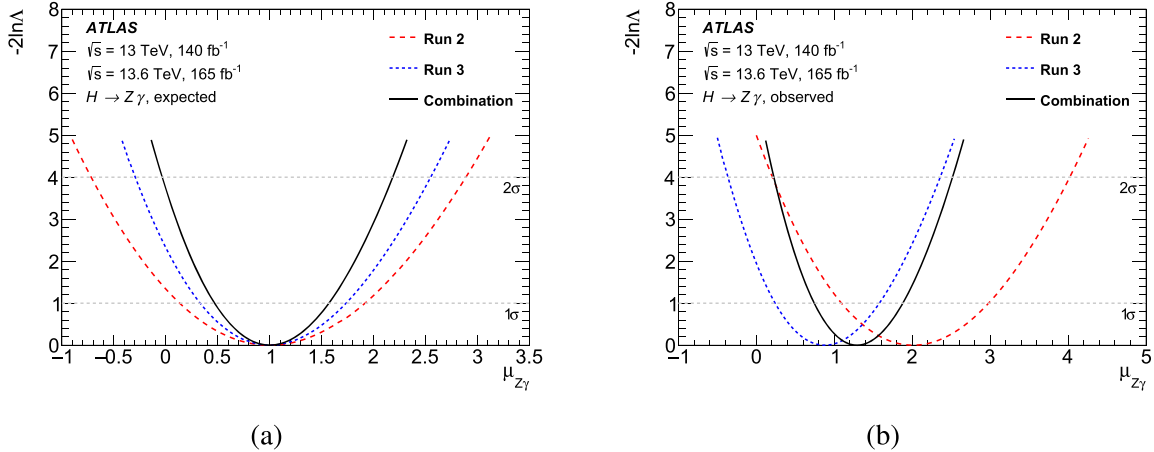 -2lnΛ
8
7
6
5
4
3
2
1
0
ATLAS
√s = 13 TeV, 140 fb-1
√s = 13.6 TeV, 165 fb-1
H → Z γ, expected
Run 2
Run 3
Combination
2σ
1σ
−1 −0.5 0 0.5 1 1.5 2 2.5 3 3.5
μZγ
(a)
-2lnΛ
8
7
6
5
4
3
2
1
0
ATLAS
√s = 13 TeV, 140 fb-1
√s = 13.6 TeV, 165 fb-1
H → Z γ, observed
Run 2
Run 3
Combination
2σ
1σ
−1 0 1 2 3 4 5
μZγ
(b)